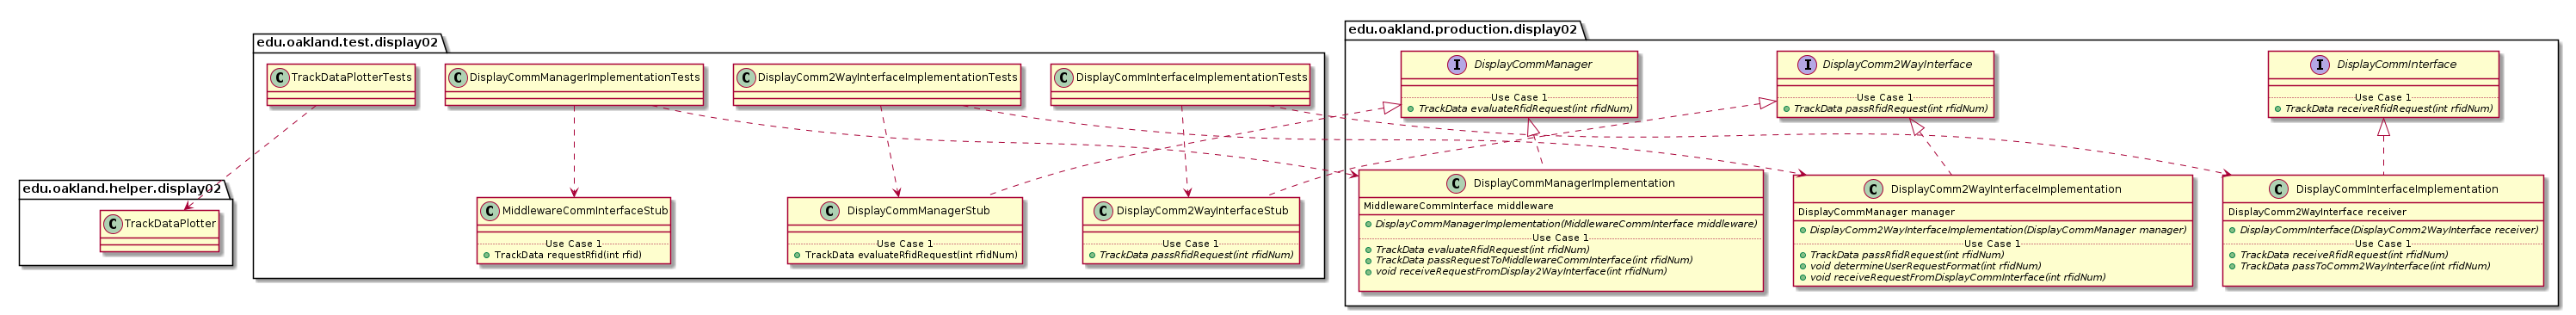 edu.oakland.helper.display02
C TrackDataPlotter
edu.oakland.test.display02
C TrackDataPlotterTests
C DisplayCommManagerImplementationTests
C DisplayComm2WayInterfaceImplementationTests
C DisplayCommInterfaceImplementationTests
C MiddlewareCommInterfaceStub
Use Case 1
TrackData requestRfid(int rfid)
C DisplayCommManagerStub
Use Case 1
TrackData evaluateRfidRequest(int rfidNum)
C DisplayComm2WayInterfaceStub
Use Case 1
TrackData passRfidRequest(int rfidNum)
edu.oakland.production.display02
I DisplayCommManager
Use Case 1
TrackData evaluateRfidRequest(int rfidNum)
I DisplayComm2WayInterface
Use Case 1
TrackData passRfidRequest(int rfidNum)
I DisplayCommInterface
Use Case 1
TrackData receiveRfidRequest(int rfidNum)
C DisplayCommManagerImplementation
MiddlewareCommInterface middleware
DisplayCommManagerImplementation(MiddlewareCommInterface middleware)
Use Case 1
TrackData evaluateRfidRequest(int rfidNum)
TrackData passRequestToMiddlewareCommInterface(int rfidNum)
void receiveRequestFromDisplay2WayInterface(int rfidNum)
C DisplayComm2WayInterfaceImplementation
DisplayCommManager manager
DisplayComm2WayInterfaceImplementation(DisplayCommManager manager)
Use Case 1
TrackData passRfidRequest(int rfidNum)
void determineUserRequestFormat(int rfidNum)
void receiveRequestFromDisplayCommInterface(int rfidNum)
C DisplayCommInterfaceImplementation
DisplayComm2WayInterface receiver
DisplayCommInterface(DisplayComm2WayInterface receiver)
Use Case 1
TrackData receiveRfidRequest(int rfidNum)
TrackData passToComm2WayInterface(int rfidNum)